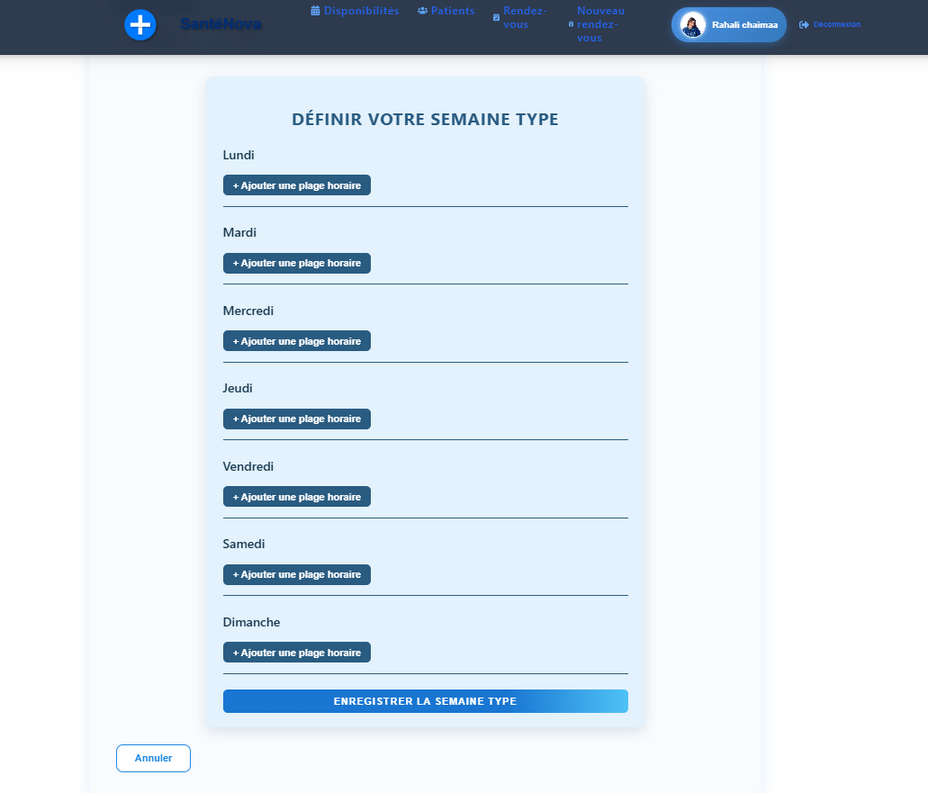 SantéNova
Disponibilités
Patients
Rendez-
vous
Nouveau
rendez-
vous
Rahali chaimaa
Déconnexion
DÉFINIR VOTRE SEMAINE TYPE
Lundi
+ Ajouter une plage horaire
Mardi
+ Ajouter une plage horaire
Mercredi
+ Ajouter une plage horaire
Jeudi
+ Ajouter une plage horaire
Vendredi
+ Ajouter une plage horaire
Samedi
+ Ajouter une plage horaire
Dimanche
+ Ajouter une plage horaire
ENREGISTRER LA SEMAINE TYPE
Annuler